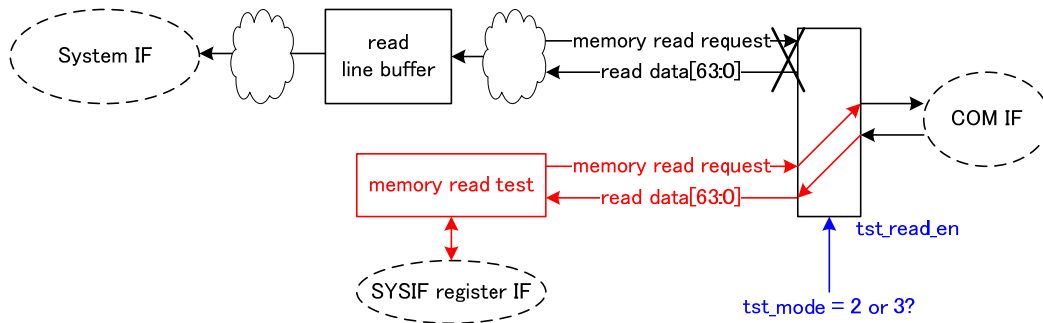 System IF
read
line buffer
memory read request
read data[63:0]
COM IF
memory read test
memory read request
read data[63:0]
tst_read_en
SYSIF register IF
tst_mode = 2 or 3?